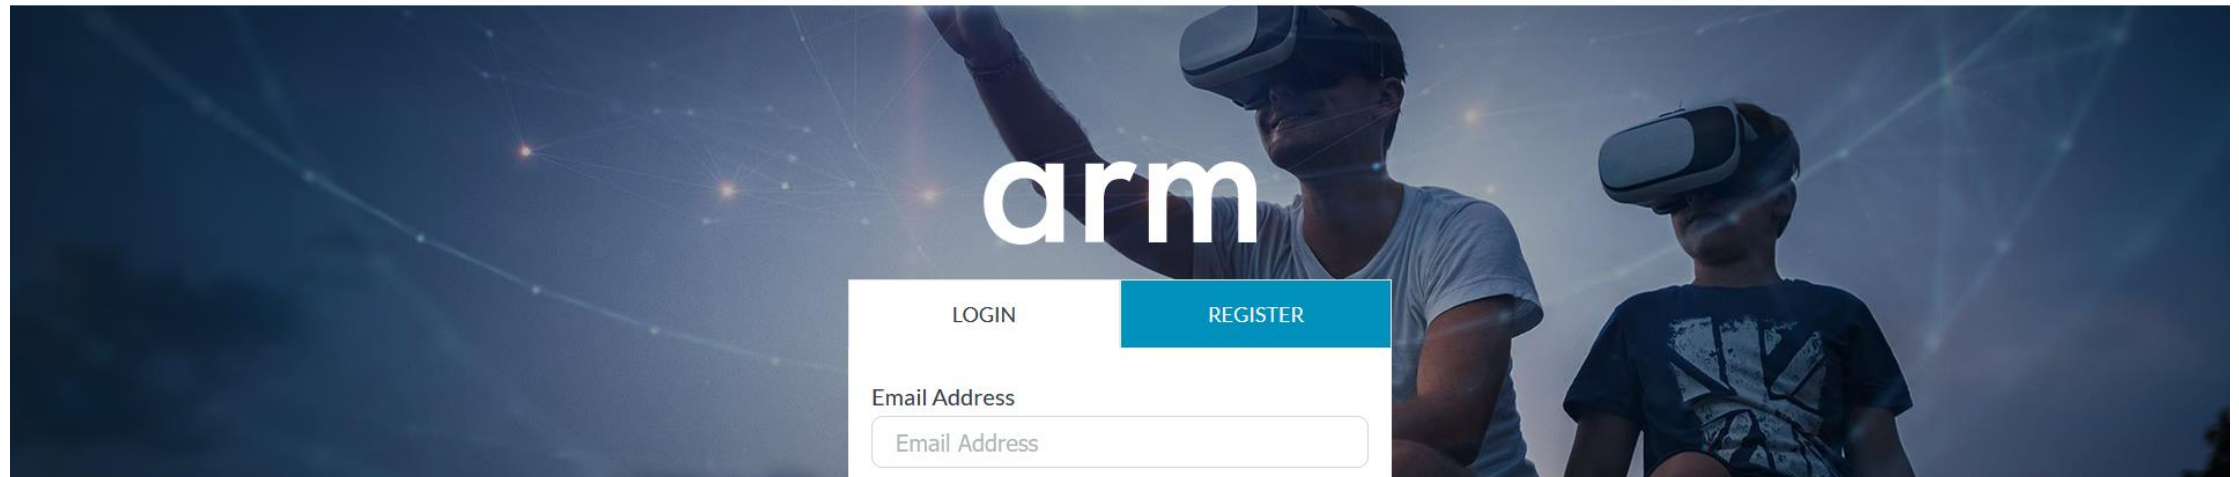 arm
LOGIN
REGISTER
Email Address
Email Address